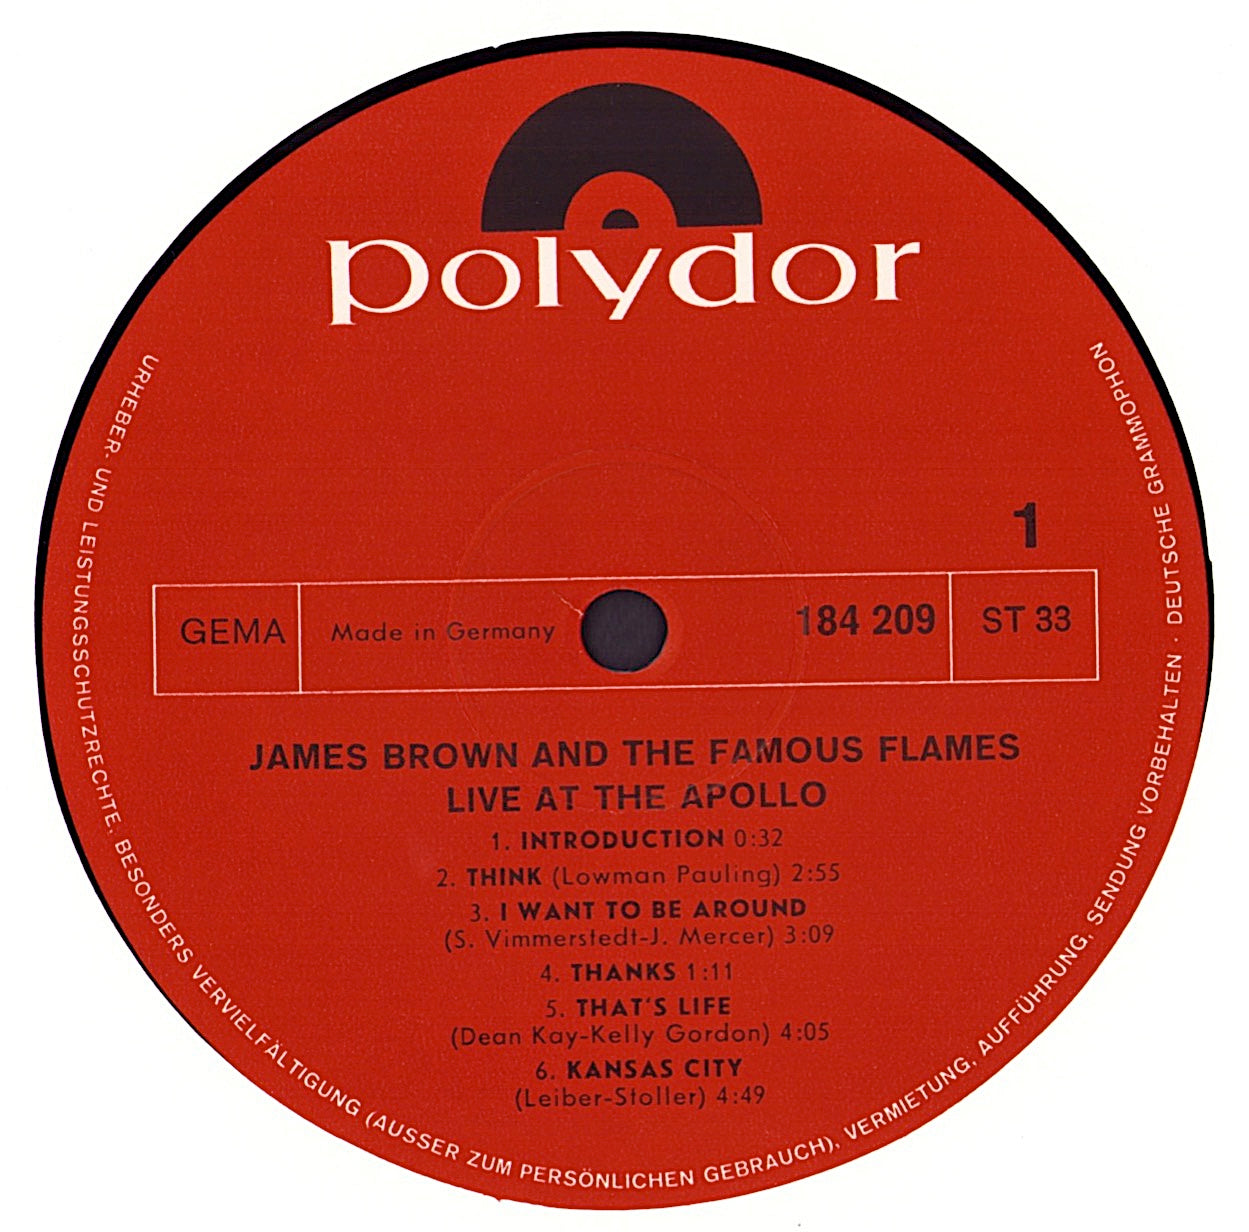 polydor
1
GEMA
Made in Germany
184 209
ST 33
JAMES BROWN AND THE FAMOUS FLAMES
LIVE AT THE APOLLO
1. INTRODUCTION 0:32
2. THINK (Lowman Pauling) 2:55
3. I WANT TO BE AROUND
(S. Vimmerstedt-J. Mercer) 3:09
4. THANKS 1:11
5. THAT'S LIFE
(Dean Kay-Kelly Gordon) 4:05
6. KANSAS CITY
(Leiber-Stoller) 4:49
URHEBER- UND LEISTUNGSSCHUTZRECHTE, BESONDERS VERVIELFÄLTIGUNG (AUSSER ZUM PERSÖNLICHEN GEBRAUCH), VERMIETUNG, AUFFÜHRUNG, SENDUNG VORBEHALTEN · DEUTSCHE GRAMMOPHON